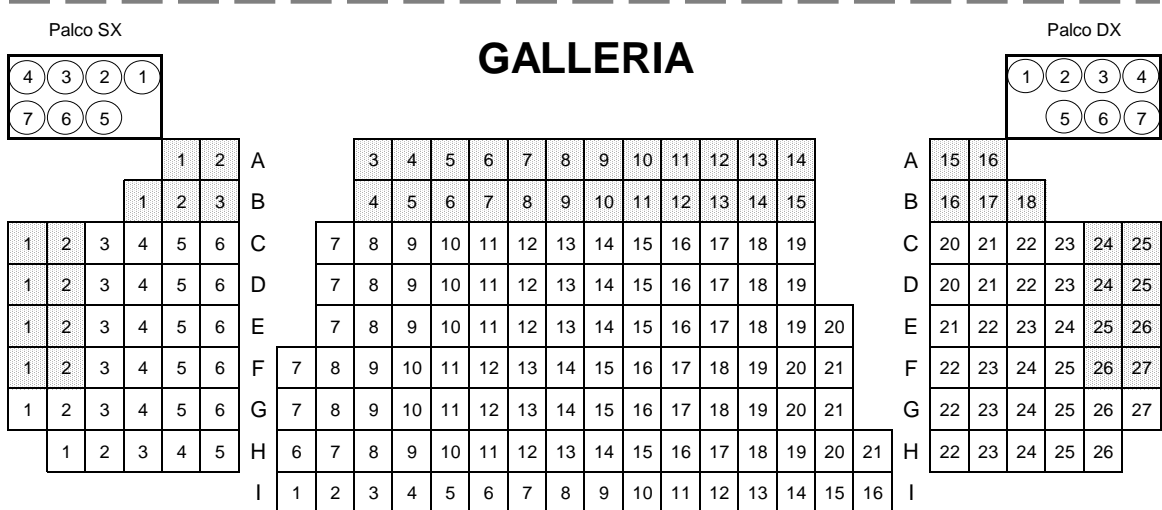 Palco SX Palco DX
GALLERIA
4 3 2 1 1 2 3 4
7 6 5 5 6 7
1 2 A 3 4 5 6 7 8 9 10 11 12 13 14 A 15 16
1 2 3 B 4 5 6 7 8 9 10 11 12 13 14 15 B 16 17 18
1 2 3 4 5 6 C 7 8 9 10 11 12 13 14 15 16 17 18 19 C 20 21 22 23 24 25
1 2 3 4 5 6 D 7 8 9 10 11 12 13 14 15 16 17 18 19 D 20 21 22 23 24 25
1 2 3 4 5 6 E 7 8 9 10 11 12 13 14 15 16 17 18 19 20 E 21 22 23 24 25 26
1 2 3 4 5 6 F 7 8 9 10 11 12 13 14 15 16 17 18 19 20 21 F 22 23 24 25 26 27
1 2 3 4 5 6 G 7 8 9 10 11 12 13 14 15 16 17 18 19 20 21 G 22 23 24 25 26 27
1 2 3 4 5 H 6 7 8 9 10 11 12 13 14 15 16 17 18 19 20 21 H 22 23 24 25 26
I 1 2 3 4 5 6 7 8 9 10 11 12 13 14 15 16 I